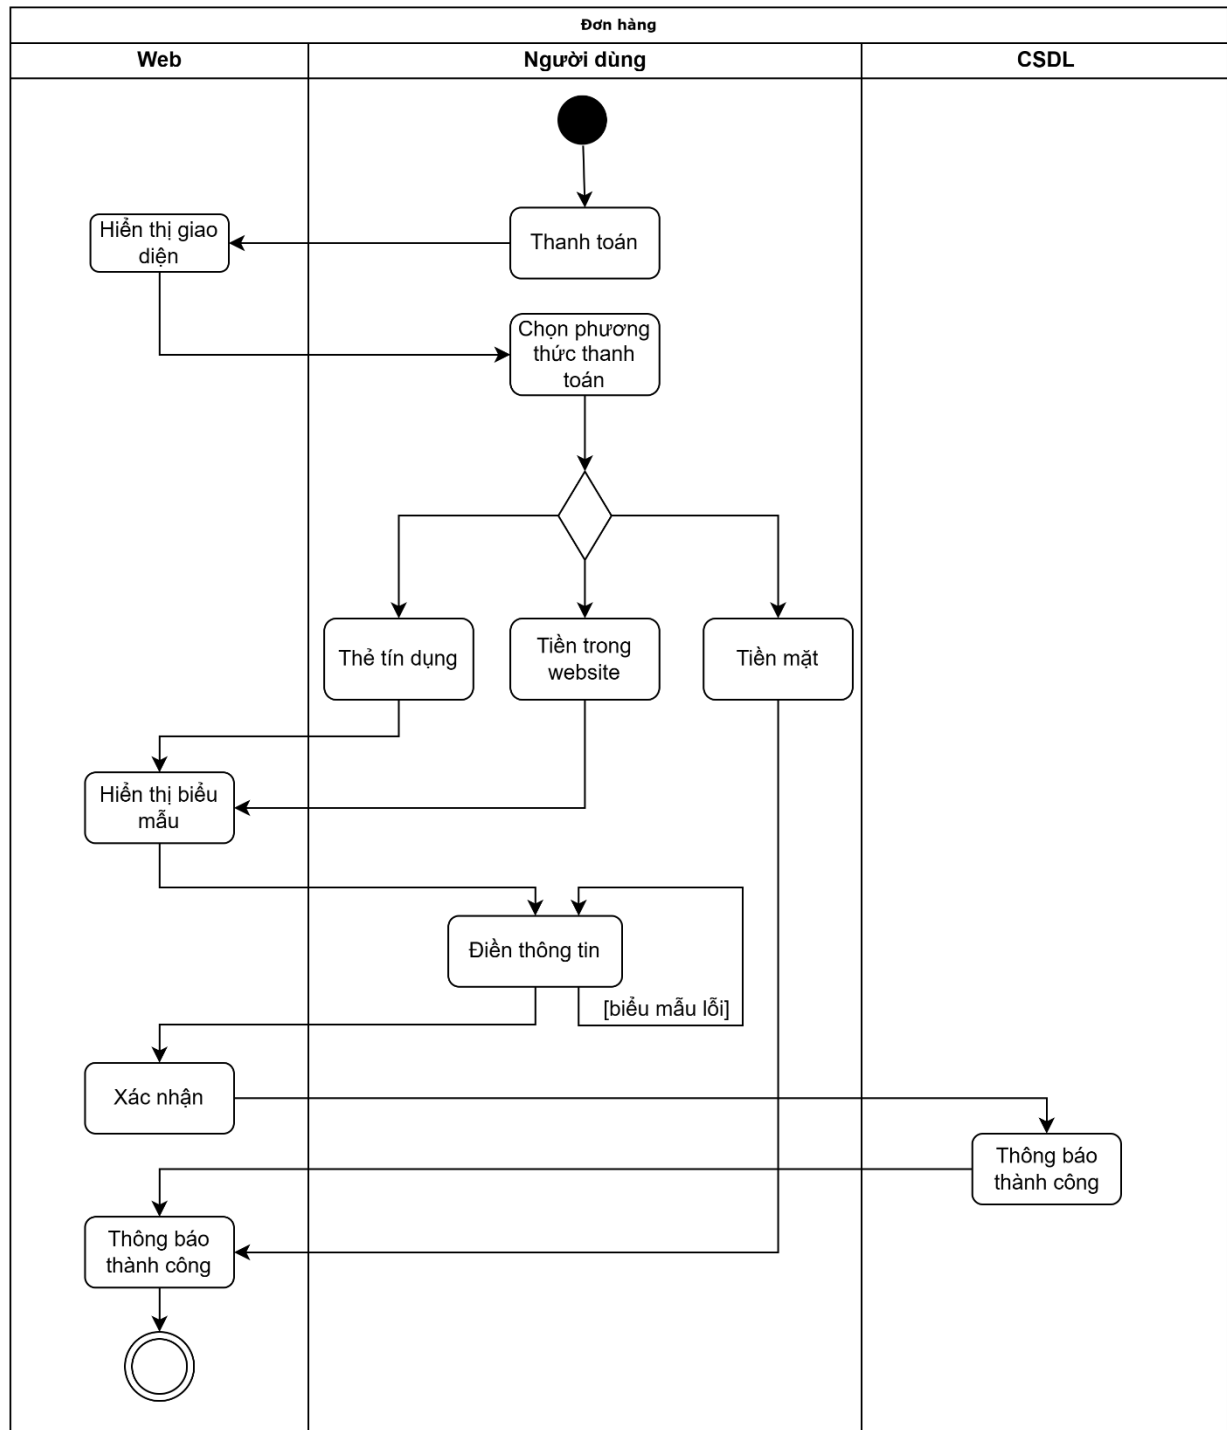 Đơn hàng
Web
Người dùng
CSDL
Hiển thị giao
diện
Thanh toán
Chọn phương
thức thanh
toán
Thẻ tín dụng
Tiền trong
website
Tiền mặt
Hiển thị biểu
mẫu
Điền thông tin
[biểu mẫu lỗi]
Xác nhận
Thông báo
thành công
Thông báo
thành công